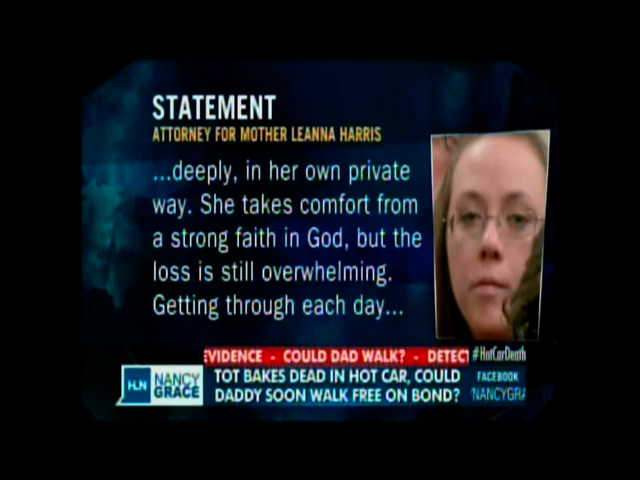 STATEMENT
ATTORNEY FOR MOTHER LEANNA HARRIS
...deeply, in her own private
way. She takes comfort from
a strong faith in God, but the
loss is still overwhelming.
Getting through each day...
EVIDENCE - COULD DAD WALK? - DETECT
#HotCarDeath
HLN
NANCY
GRACE
TOT BAKES DEAD IN HOT CAR, COULD
DADDY SOON WALK FREE ON BOND?
FACEBOOK
/NANCYGRA